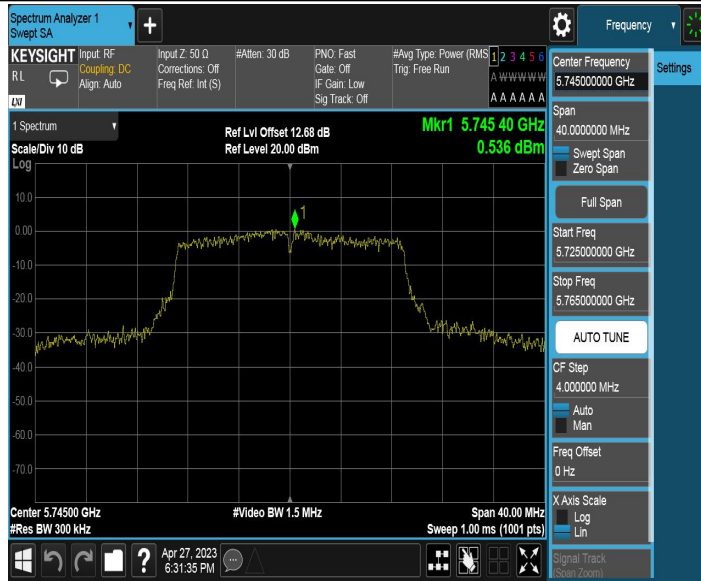 Spectrum Analyzer 1
Swept SA
Frequency
KEYSIGHT
RL
LXI
Input: RF
Coupling: DC
Align: Auto
Input Z: 50 Ω
Corrections: Off
Freq Ref: Int (S)
#Atten: 30 dB
PNO: Fast
Gate: Off
IF Gain: Low
Sig Track: Off
#Avg Type: Power (RMS
Trig: Free Run
1 2 3 4 5 6
A W W W W W
A A A A A A
Center Frequency
5.745000000 GHz
Settings
1 Spectrum
Scale/Div 10 dB
Log
Ref Lvl Offset 12.68 dB
Ref Level 20.00 dBm
Mkr1 5.745 40 GHz
0.536 dBm
Span
40.0000000 MHz
Swept Span
Zero Span
Full Span
Start Freq
5.725000000 GHz
Stop Freq
5.765000000 GHz
AUTO TUNE
CF Step
4.000000 MHz
Auto
Man
Freq Offset
0 Hz
X Axis Scale
Log
Lin
Signal Track
(Span Zoom)
10.0
0.00
-10.0
-20.0
-30.0
-40.0
-50.0
-60.0
-70.0
1
Center 5.74500 GHz
#Res BW 300 kHz
#Video BW 1.5 MHz
Span 40.00 MHz
Sweep 1.00 ms (1001 pts)
?
Apr 27, 2023
6:31:35 PM